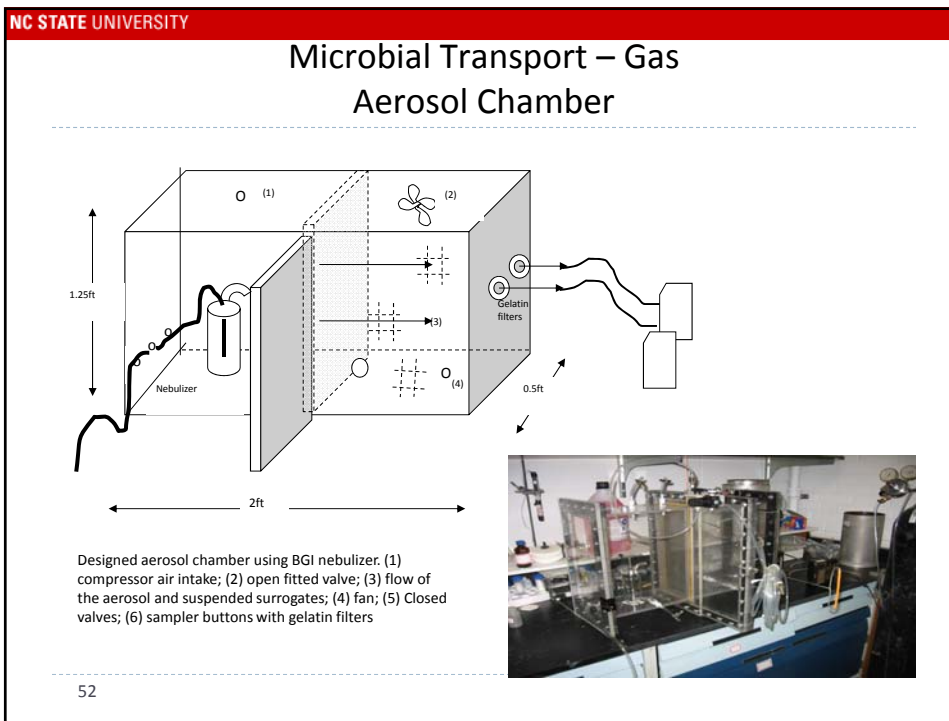 NC STATE UNIVERSITY
Microbial Transport – Gas
Aerosol Chamber
O (1)
(2)
1.25ft
Gelatin
filters
(3)
O
O
O
Nebulizer
O
(4)
0.5ft
2ft
Designed aerosol chamber using BGI nebulizer. (1)
compressor air intake; (2) open fitted valve; (3) flow of
the aerosol and suspended surrogates; (4) fan; (5) Closed
valves; (6) sampler buttons with gelatin filters
52